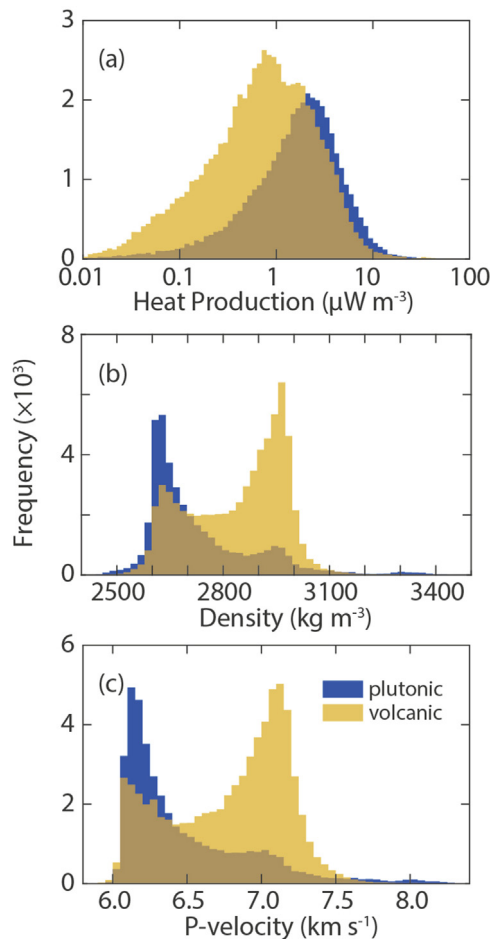 (a)
3
2
1
0
0.01 0.1 1 10 100
Heat Production (μW m⁻³)
(b)
8
4
0
2500 2800 3100 3400
Density (kg m⁻³)
Frequency (×10³)
(c)
plutonic
volcanic
6
4
2
0
6.0 6.5 7.0 7.5 8.0
P-velocity (km s⁻¹)